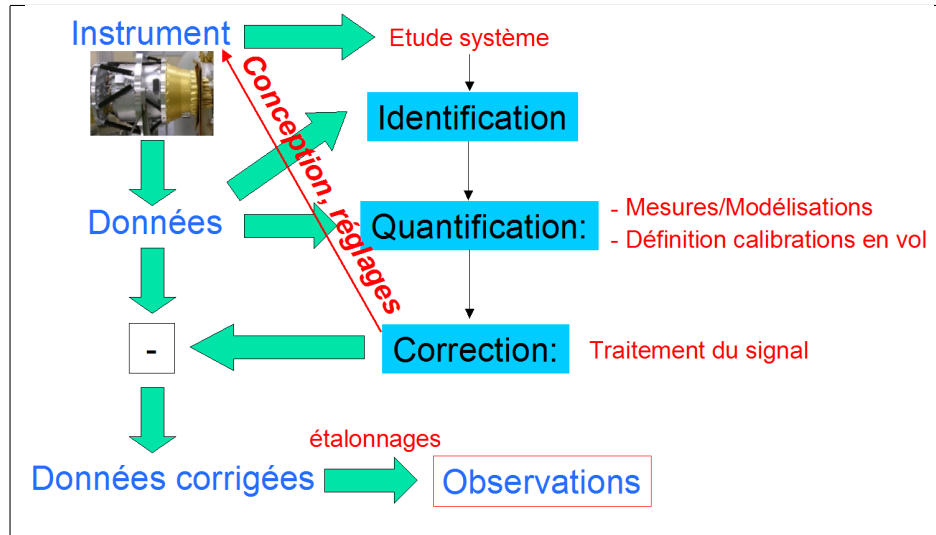 Instrument
Etude système
Conception, réglages
Identification
Données
Quantification:
- Mesures/Modélisations
- Définition calibrations en vol
-
Correction:
Traitement du signal
étalonnages
Données corrigées
Observations